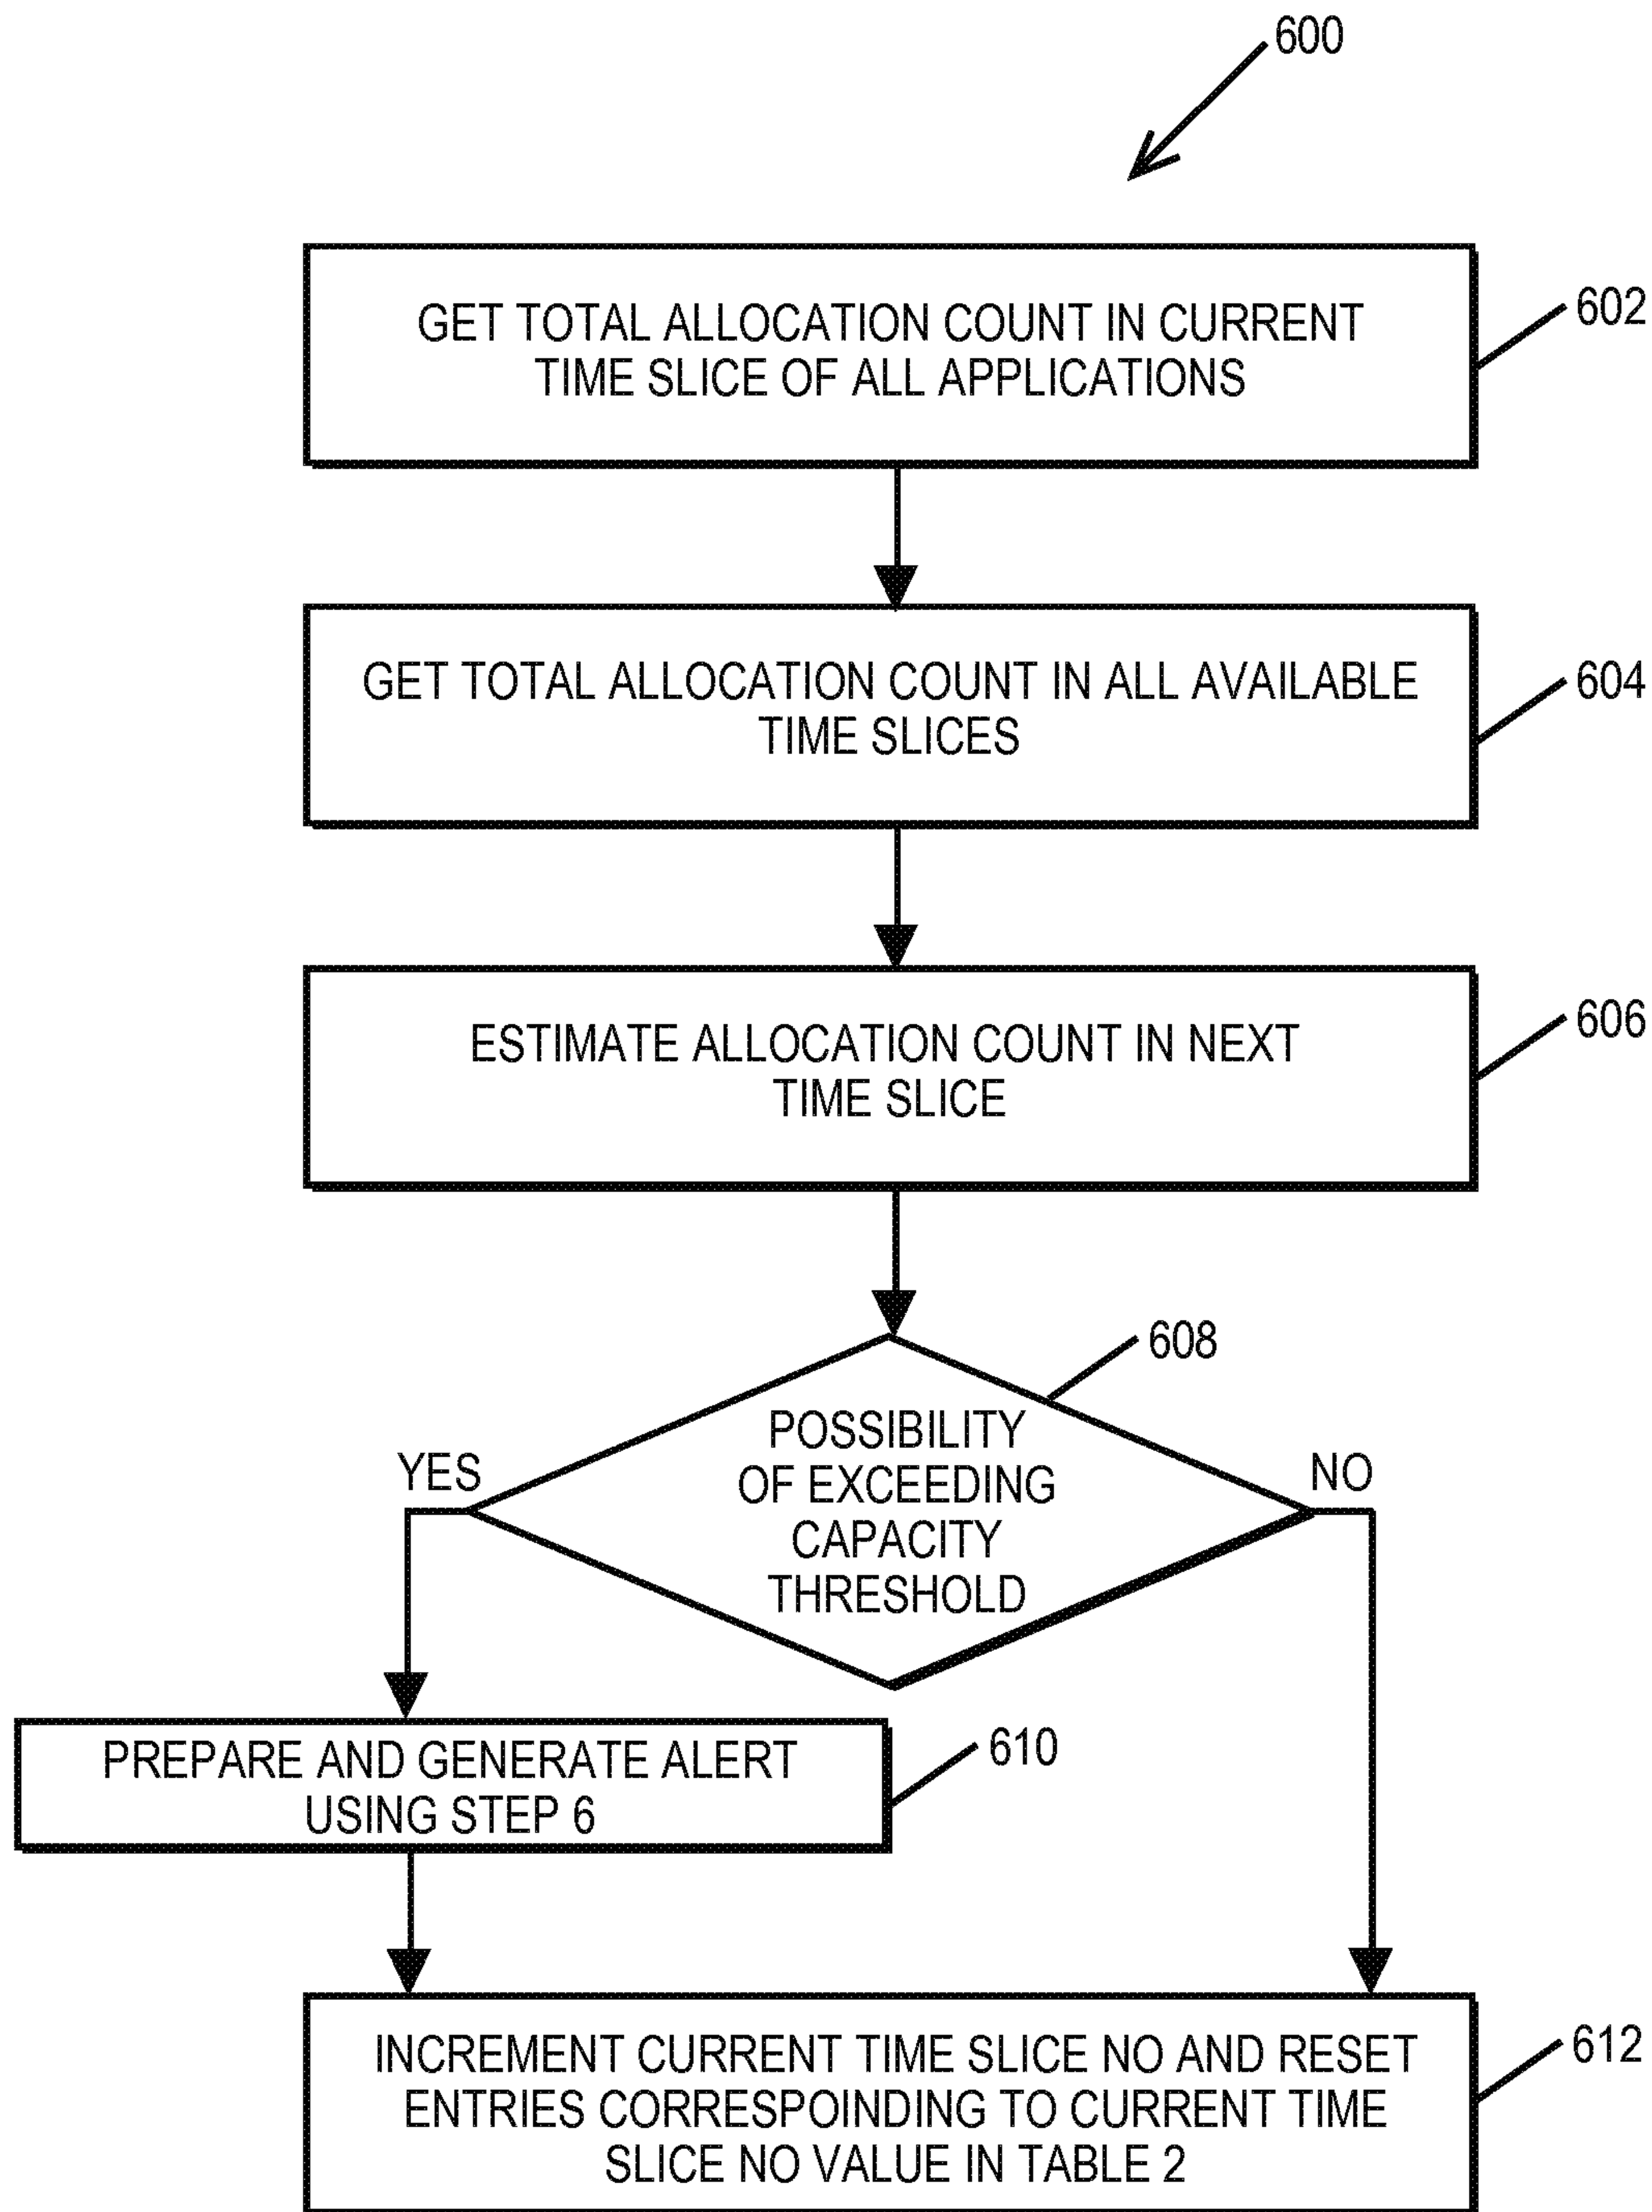 600
GET TOTAL ALLOCATION COUNT IN CURRENT
TIME SLICE OF ALL APPLICATIONS
602
GET TOTAL ALLOCATION COUNT IN ALL AVAILABLE
TIME SLICES
604
ESTIMATE ALLOCATION COUNT IN NEXT
TIME SLICE
606
608
POSSIBILITY
OF EXCEEDING
CAPACITY
THRESHOLD
YES
NO
PREPARE AND GENERATE ALERT
USING STEP 6
610
INCREMENT CURRENT TIME SLICE NO AND RESET
ENTRIES CORRESPOINDING TO CURRENT TIME
SLICE NO VALUE IN TABLE 2
612